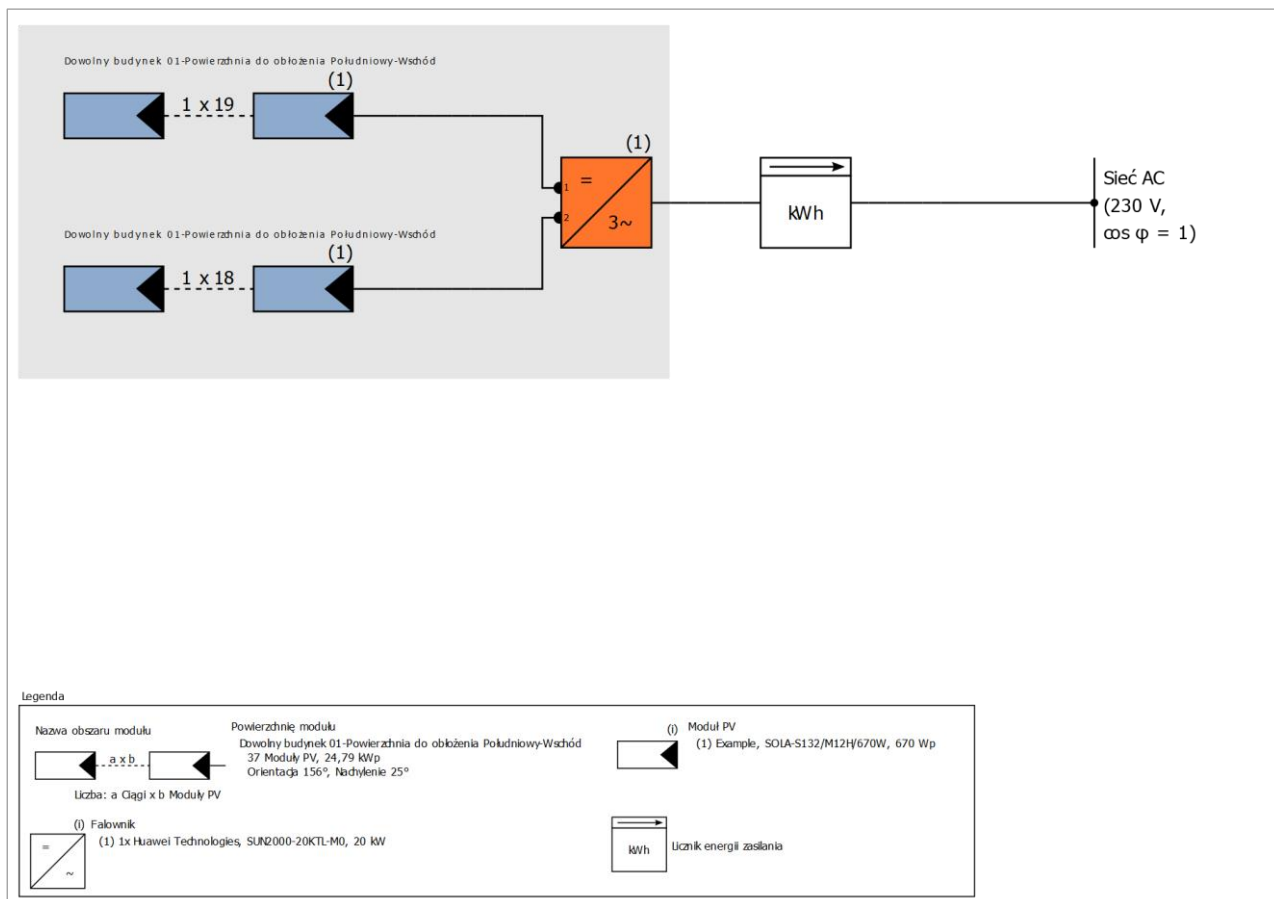 Dowolny budynek 01-Powierzchnia do obłożenia Południowy-Wschód
(1)
1 x 19
(1)
1
=
2
3~
kWh
Sieć AC
(230 V,
cos φ = 1)
Dowolny budynek 01-Powierzchnia do obłożenia Południowy-Wschód
(1)
1 x 18
Legenda
Nazwa obszaru modułu
a x b
Liczba: a Ciągi x b Moduły PV
Powierzchnię modułu
Dowolny budynek 01-Powierzchnia do obłożenia Południowy-Wschód
37 Moduły PV, 24,79 kWp
Orientacja 156°, Nachylenie 25°
(i) Moduł PV
(1) Example, SOLA-S132/M12H/670W, 670 Wp
(i) Falownik
= ~
(1) 1x Huawei Technologies, SUN2000-20KTL-M0, 20 kW
kWh
Licznik energii zasilania